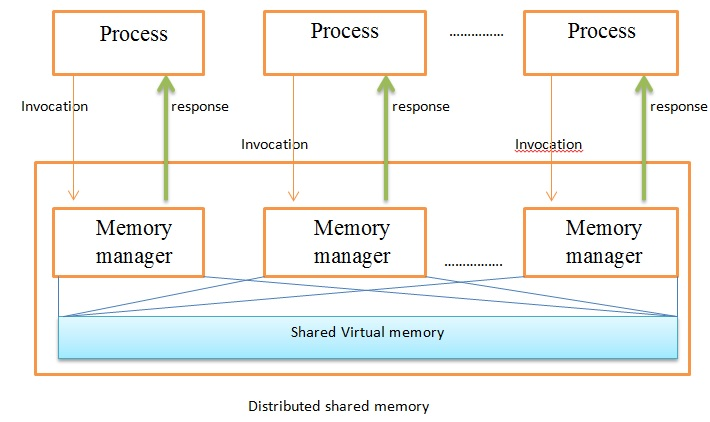 Process
Process
...............
Process
Invocation
response
response
response
Invocation
Invocation
Memory
manager
Memory
manager
................
Memory
manager
Shared Virtual memory
Distributed shared memory